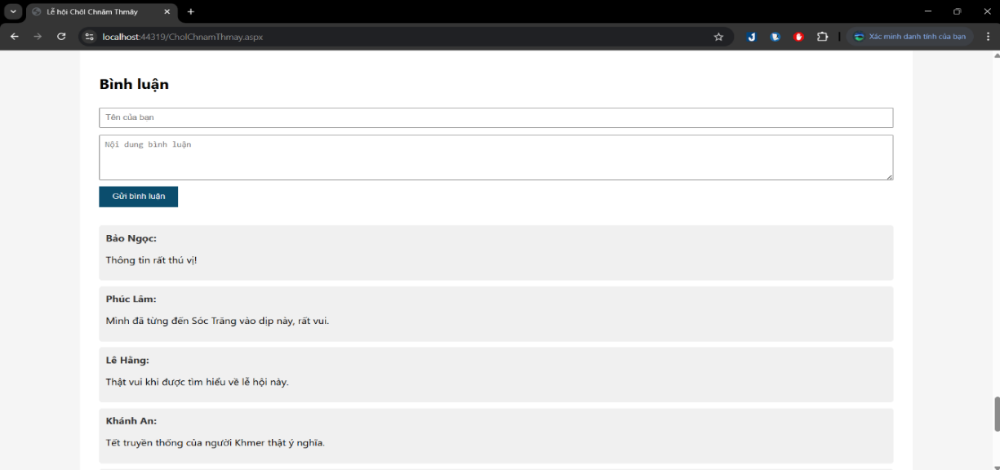 Lễ hội Chôl Chnăm Thmây
localhost:44319/CholChnamThmay.aspx
Xác minh danh tính của bạn
Bình luận
Tên của bạn
Nội dung bình luận
Gửi bình luận
Bảo Ngọc:
Thông tin rất thú vị!
Phúc Lâm:
Mình đã từng đến Sóc Trăng vào dịp này, rất vui.
Lê Hằng:
Thật vui khi được tìm hiểu về lễ hội này.
Khánh An:
Tết truyền thống của người Khmer thật ý nghĩa.